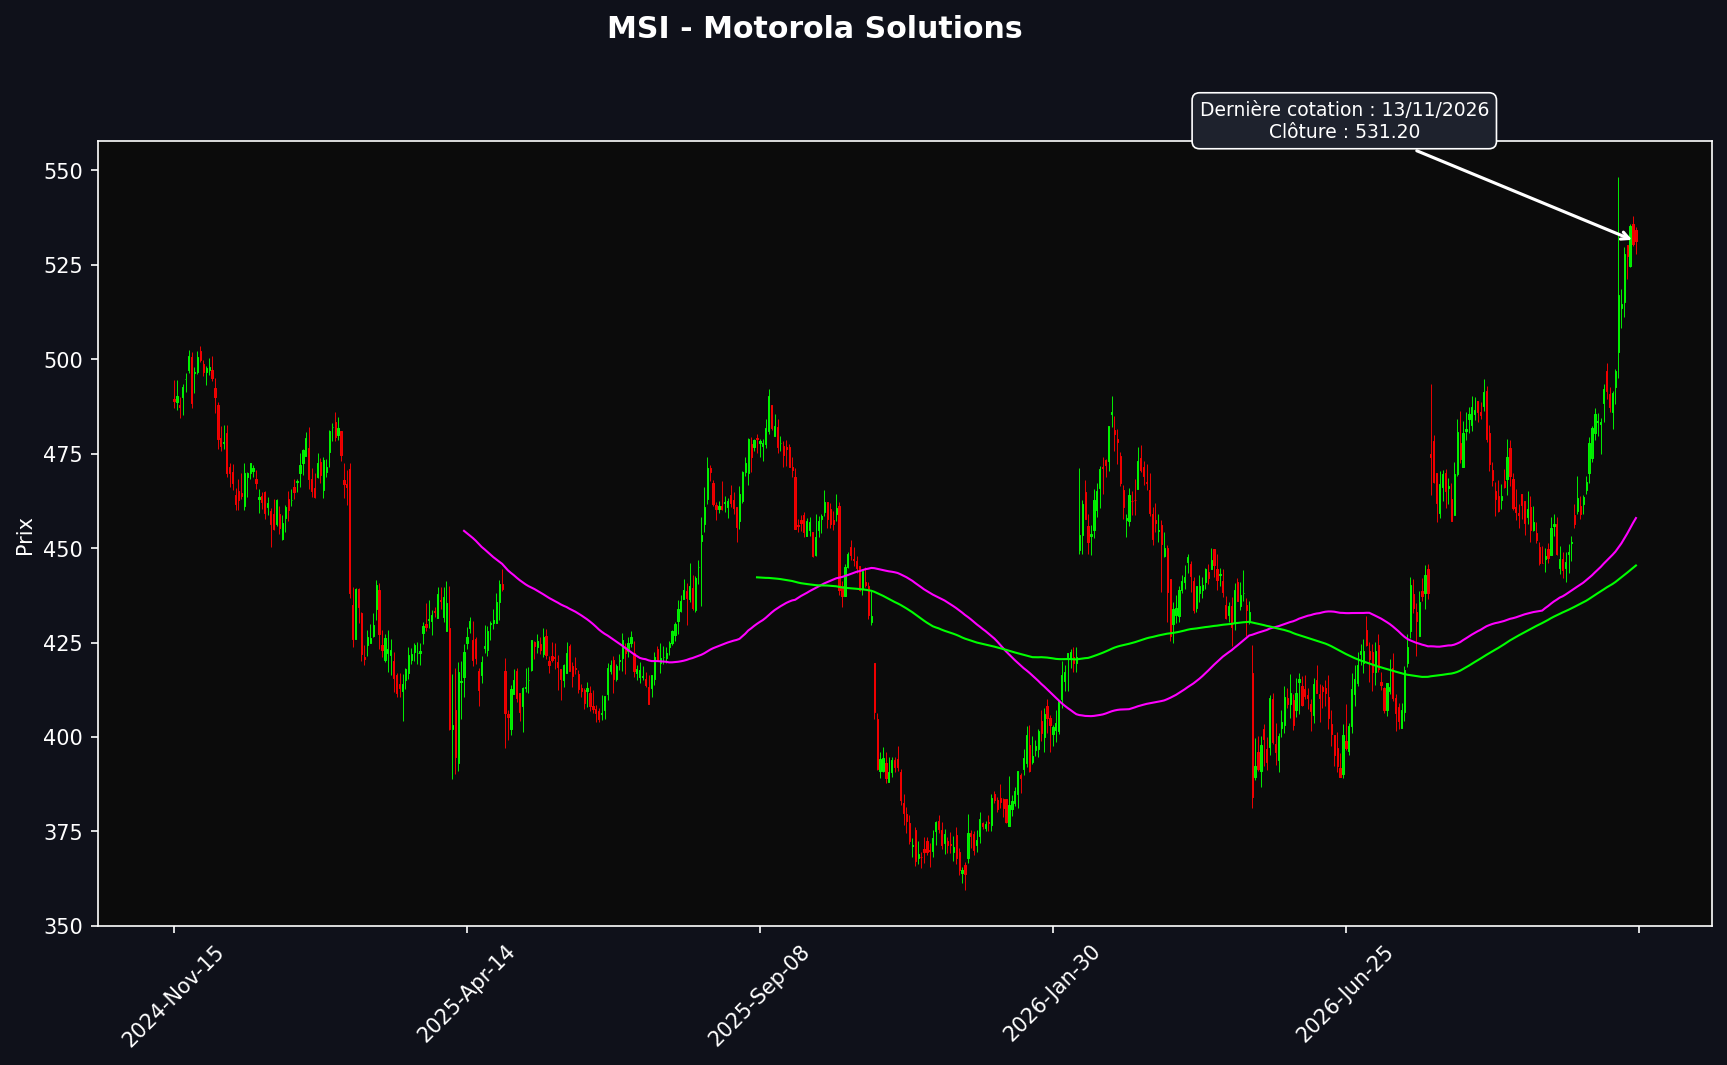 MSI - Motorola Solutions
Dernière cotation : 13/11/2026
Clôture : 531.20
Prix
550
525
500
475
450
425
400
375
350
2024-Nov-15
2025-Apr-14
2025-Sep-08
2026-Jan-30
2026-Jun-25